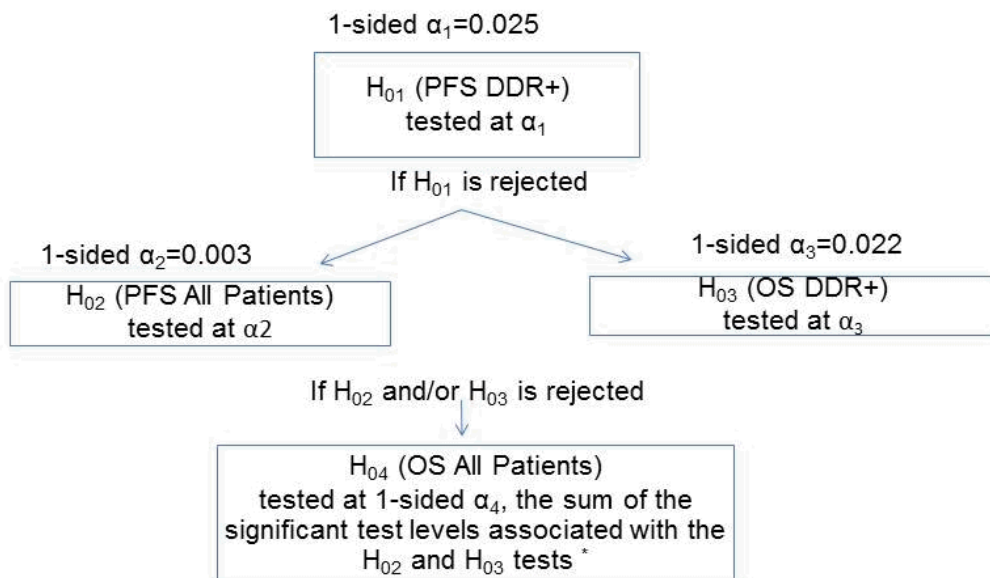 1-sided α₁=0.025
H₀₁ (PFS DDR+)
tested at α₁
If H₀₁ is rejected
1-sided α₂=0.003
H₀₂ (PFS All Patients)
tested at α2
1-sided α₃=0.022
H₀₃ (OS DDR+)
tested at α₃
If H₀₂ and/or H₀₃ is rejected
H₀₄ (OS All Patients)
tested at 1-sided α₄, the sum of the
significant test levels associated with the
H₀₂ and H₀₃ tests *